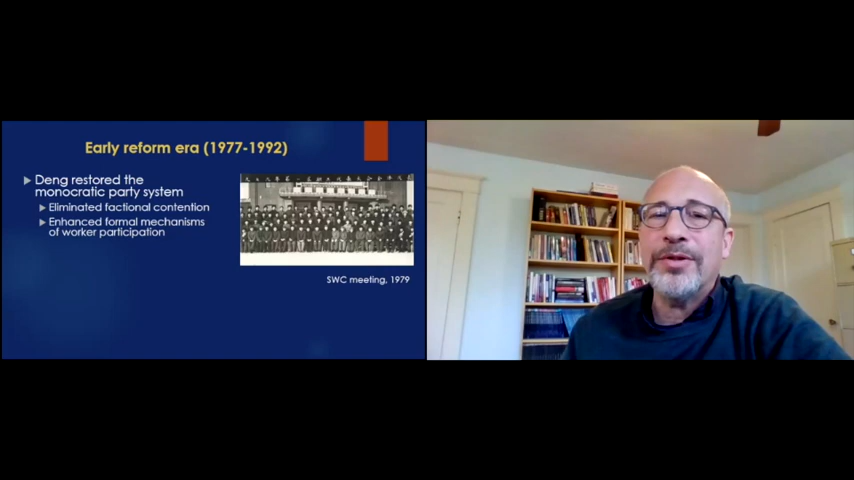 Early reform era (1977-1992)
Deng restored the
monocratic party system
Eliminated factional contention
Enhanced formal mechanisms
of worker participation
SWC meeting, 1979